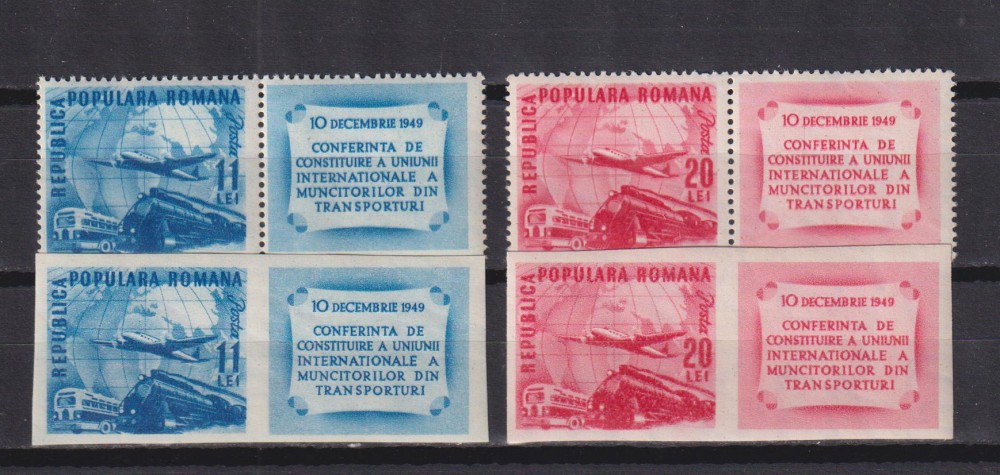 REPUBLICA
POPULARA ROMANA
Posta
11
LEI
10 DECEMBRIE 1949
CONFERINTA DE
CONSTITUIRE A UNIUNII
INTERNATIONALE A
MUNCITORILOR DIN
TRANSPORTURI
REPUBLICA
POPULARA ROMANA
Posta
20
LEI
10 DECEMBRIE 1949
CONFERINTA DE
CONSTITUIRE A UNIUNII
INTERNATIONALE A
MUNCITORILOR DIN
TRANSPORTURI
REPUBLICA
POPULARA ROMANA
Posta
11
LEI
10 DECEMBRIE 1949
CONFERINTA DE
CONSTITUIRE A UNIUNII
INTERNATIONALE A
MUNCITORILOR DIN
TRANSPORTURI
REPUBLICA
POPULARA ROMANA
Posta
20
LEI
10 DECEMBRIE 1949
CONFERINTA DE
CONSTITUIRE A UNIUNII
INTERNATIONALE A
MUNCITORILOR DIN
TRANSPORTURI